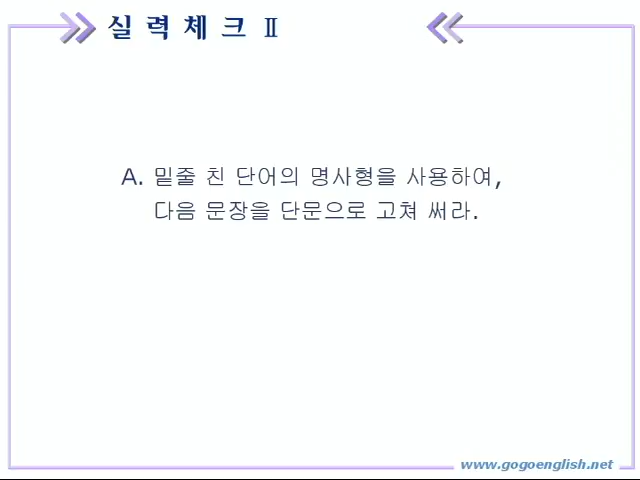 실 력 체 크 Ⅱ
A. 밑줄 친 단어의 명사형을 사용하여,
다음 문장을 단문으로 고쳐 써라.
www.gogoenglish.net